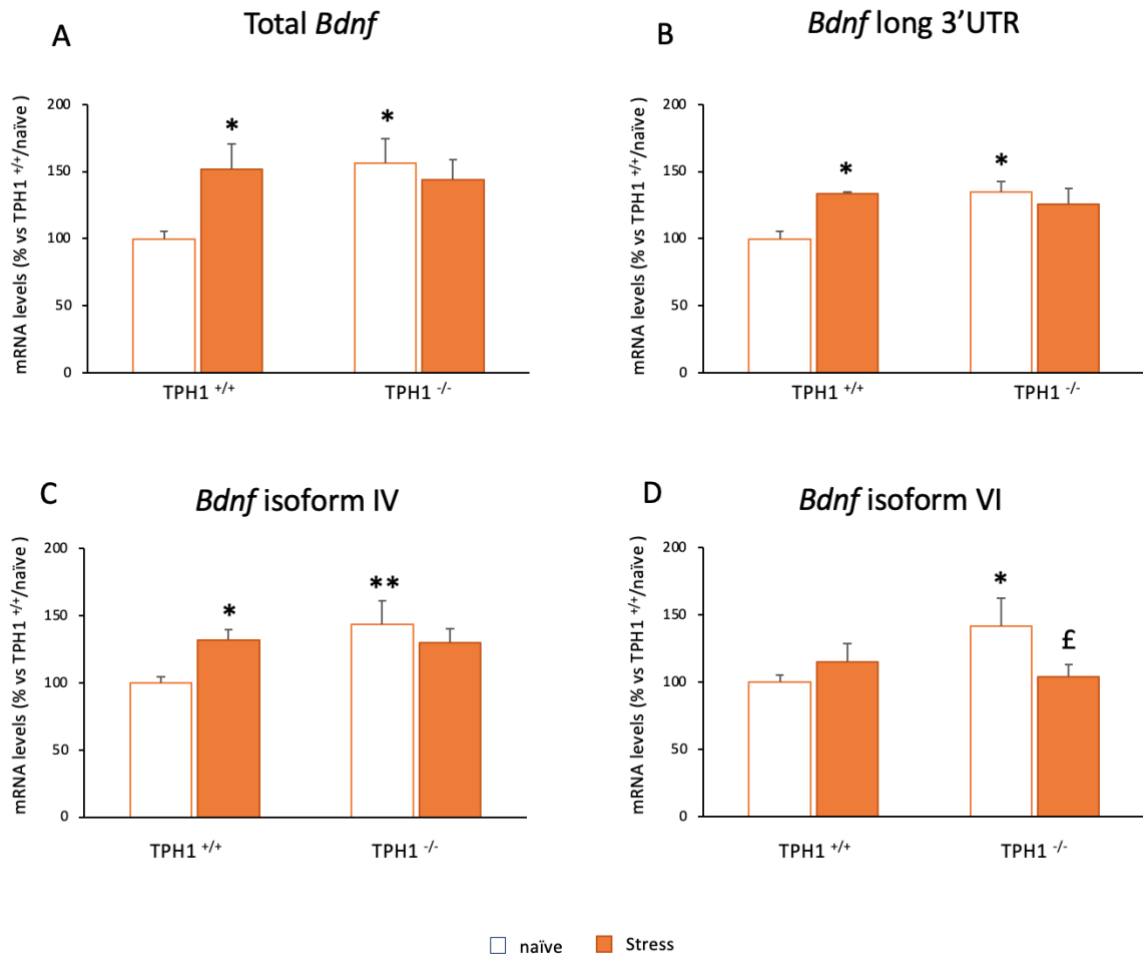 A
Total Bdnf
mRNA levels (% vs TPH1 +/+/naïve )
200
150
100
50
0
*
*
TPH1 +/+
TPH1 -/-
B
Bdnf long 3’UTR
mRNA levels (% vs TPH1 +/+/naïve )
200
150
100
50
0
*
*
TPH1 +/+
TPH1 -/-
C
Bdnf isoform IV
mRNA levels (% vs TPH1 +/+/naïve )
200
150
100
50
0
*
**
TPH1 +/+
TPH1 -/-
D
Bdnf isoform VI
mRNA levels (% vs TPH1 +/+/naïve )
200
150
100
50
0
*
£
TPH1 +/+
TPH1 -/-
naïve
Stress